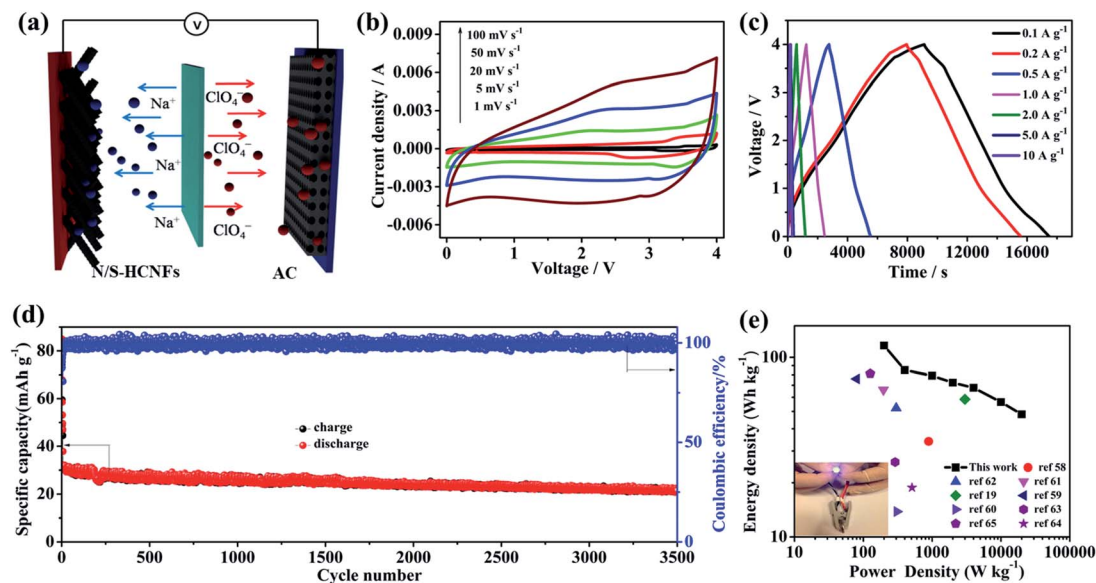 (a)
V
Na⁺
ClO₄⁻
ClO₄⁻
Na⁺
ClO₄⁻
Na⁺
ClO₄⁻
N/S-HCNFs
AC
(b)
0.009
0.006
0.003
0.000
-0.003
-0.006
Current density / A
100 mV s⁻¹
50 mV s⁻¹
20 mV s⁻¹
5 mV s⁻¹
1 mV s⁻¹
0
1
2
3
4
Voltage / V
(c)
5
4
3
2
1
0
Voltage / V
0.1 A g⁻¹
0.2 A g⁻¹
0.5 A g⁻¹
1.0 A g⁻¹
2.0 A g⁻¹
5.0 A g⁻¹
10 A g⁻¹
0
4000
8000
12000
16000
Time / s
(d)
80
60
40
20
0
Specific capacity(mAh g⁻¹)
charge
discharge
100
50
0
Coulombic efficiency/%
0
500
1000
1500
2000
2500
3000
3500
Cycle number
(e)
100
10
Energy density (Wh kg⁻¹)
This work
ref 58
ref 62
ref 61
ref 19
ref 59
ref 60
ref 63
ref 65
ref 64
10
100
1000
10000
100000
Power Density (W kg⁻¹)